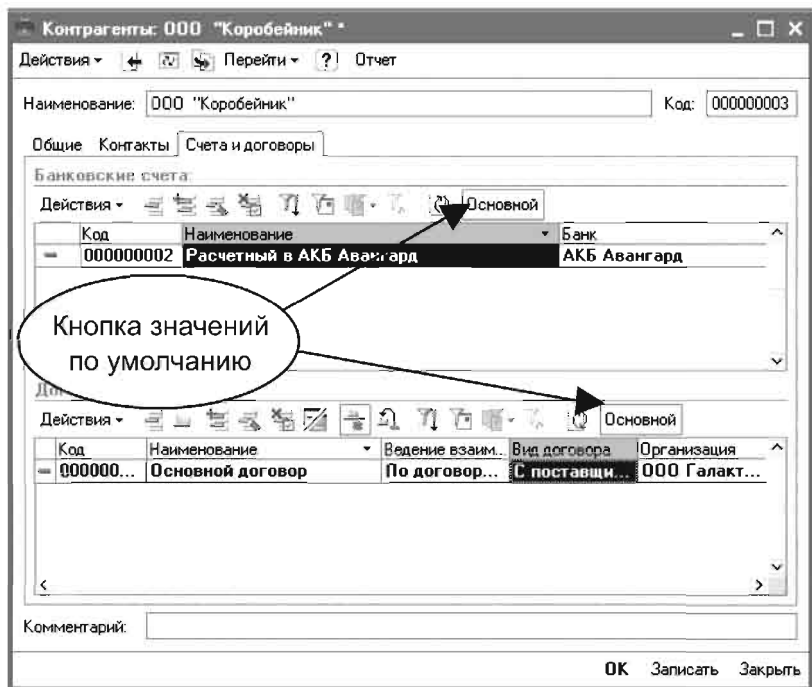 Контрагенты: ООО "Коробейник" *
Действия Перейти ? Отчет
Наименование: ООО "Коробейник" Код: 000000003
Общие Контакты Счета и договоры
Банковские счета:
Действия Основной
Код Наименование Банк
000000002 Расчетный в АКБ Авангард АКБ Авангард
Кнопка значений
по умолчанию
Действия Основной
Код Наименование Ведение взаим.. Вид договора Организация
000000... Основной договор По договор... С поставщи... ООО Галакт...
Комментарий:
OK Записать Закрыть